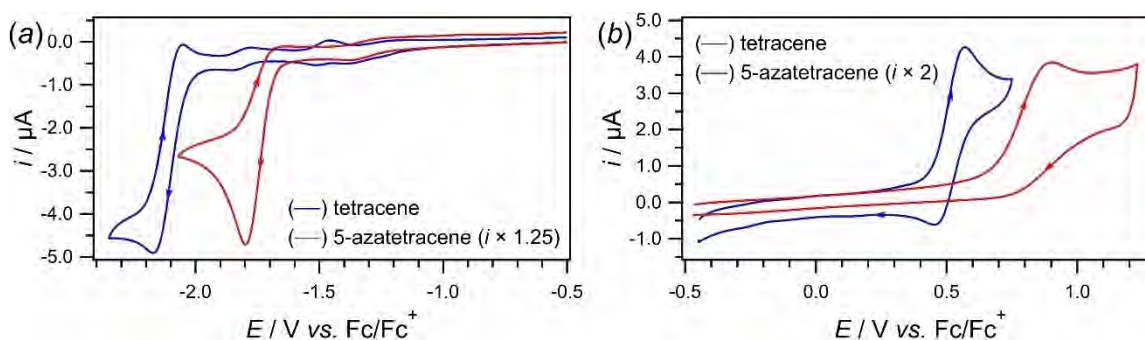 (a)
0.0
-1.0
-2.0
-3.0
-4.0
-5.0
i / μA
(—) tetracene
(—) 5-azatetracene (i × 1.25)
-2.0
-1.5
-1.0
-0.5
E / V vs. Fc/Fc+
(b)
5.0
4.0
3.0
2.0
1.0
0.0
-1.0
i / μA
(—) tetracene
(—) 5-azatetracene (i × 2)
-0.5
0.0
0.5
1.0
E / V vs. Fc/Fc+